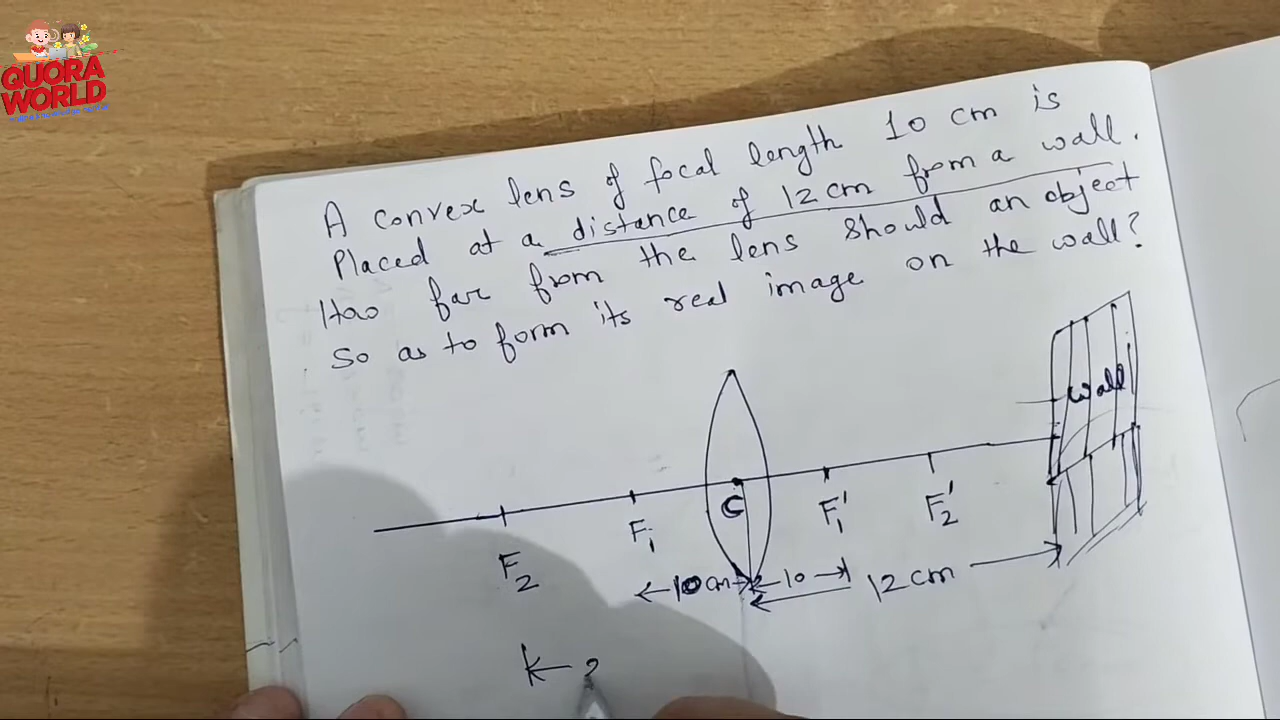 QUORA
WORLD
A convex lens of focal length 10 cm is
Placed at a distance of 12 cm from a wall.
How far from the lens should an object
So as to form its real image on the wall?
wall
C
F1'
F2'
F1
F2
10 cm
10
12 cm
2